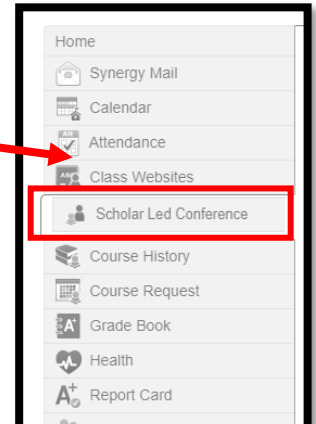 Home
Synergy Mail
Calendar
Attendance
Class Websites
Scholar Led Conference
Course History
Course Request
Grade Book
Health
Report Card